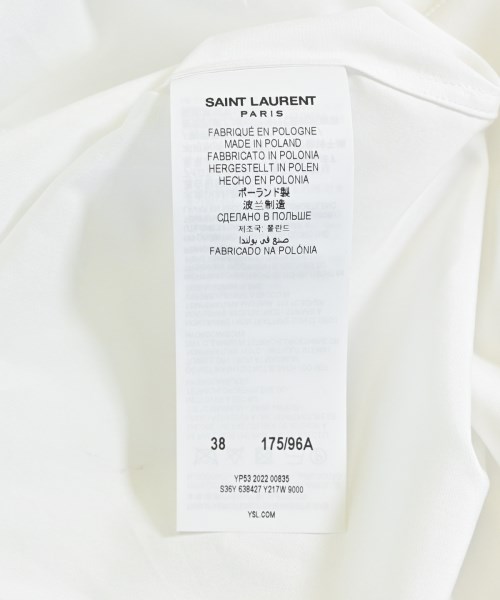 SAINT LAURENT
PARIS
FABRIQUÉ EN POLOGNE
MADE IN POLAND
FABBRICATO IN POLONIA
HERGESTELLT IN POLEN
HECHO EN POLONIA
ポーランド製
波兰制造
СДЕЛАНО В ПОЛЬШЕ
제조국: 폴란드
صنع في بولندا
FABRICADO NA POLÓNIA
38 175/96A
YP53 2022 00835
S36Y 638427 Y217W 9000
YSL.COM